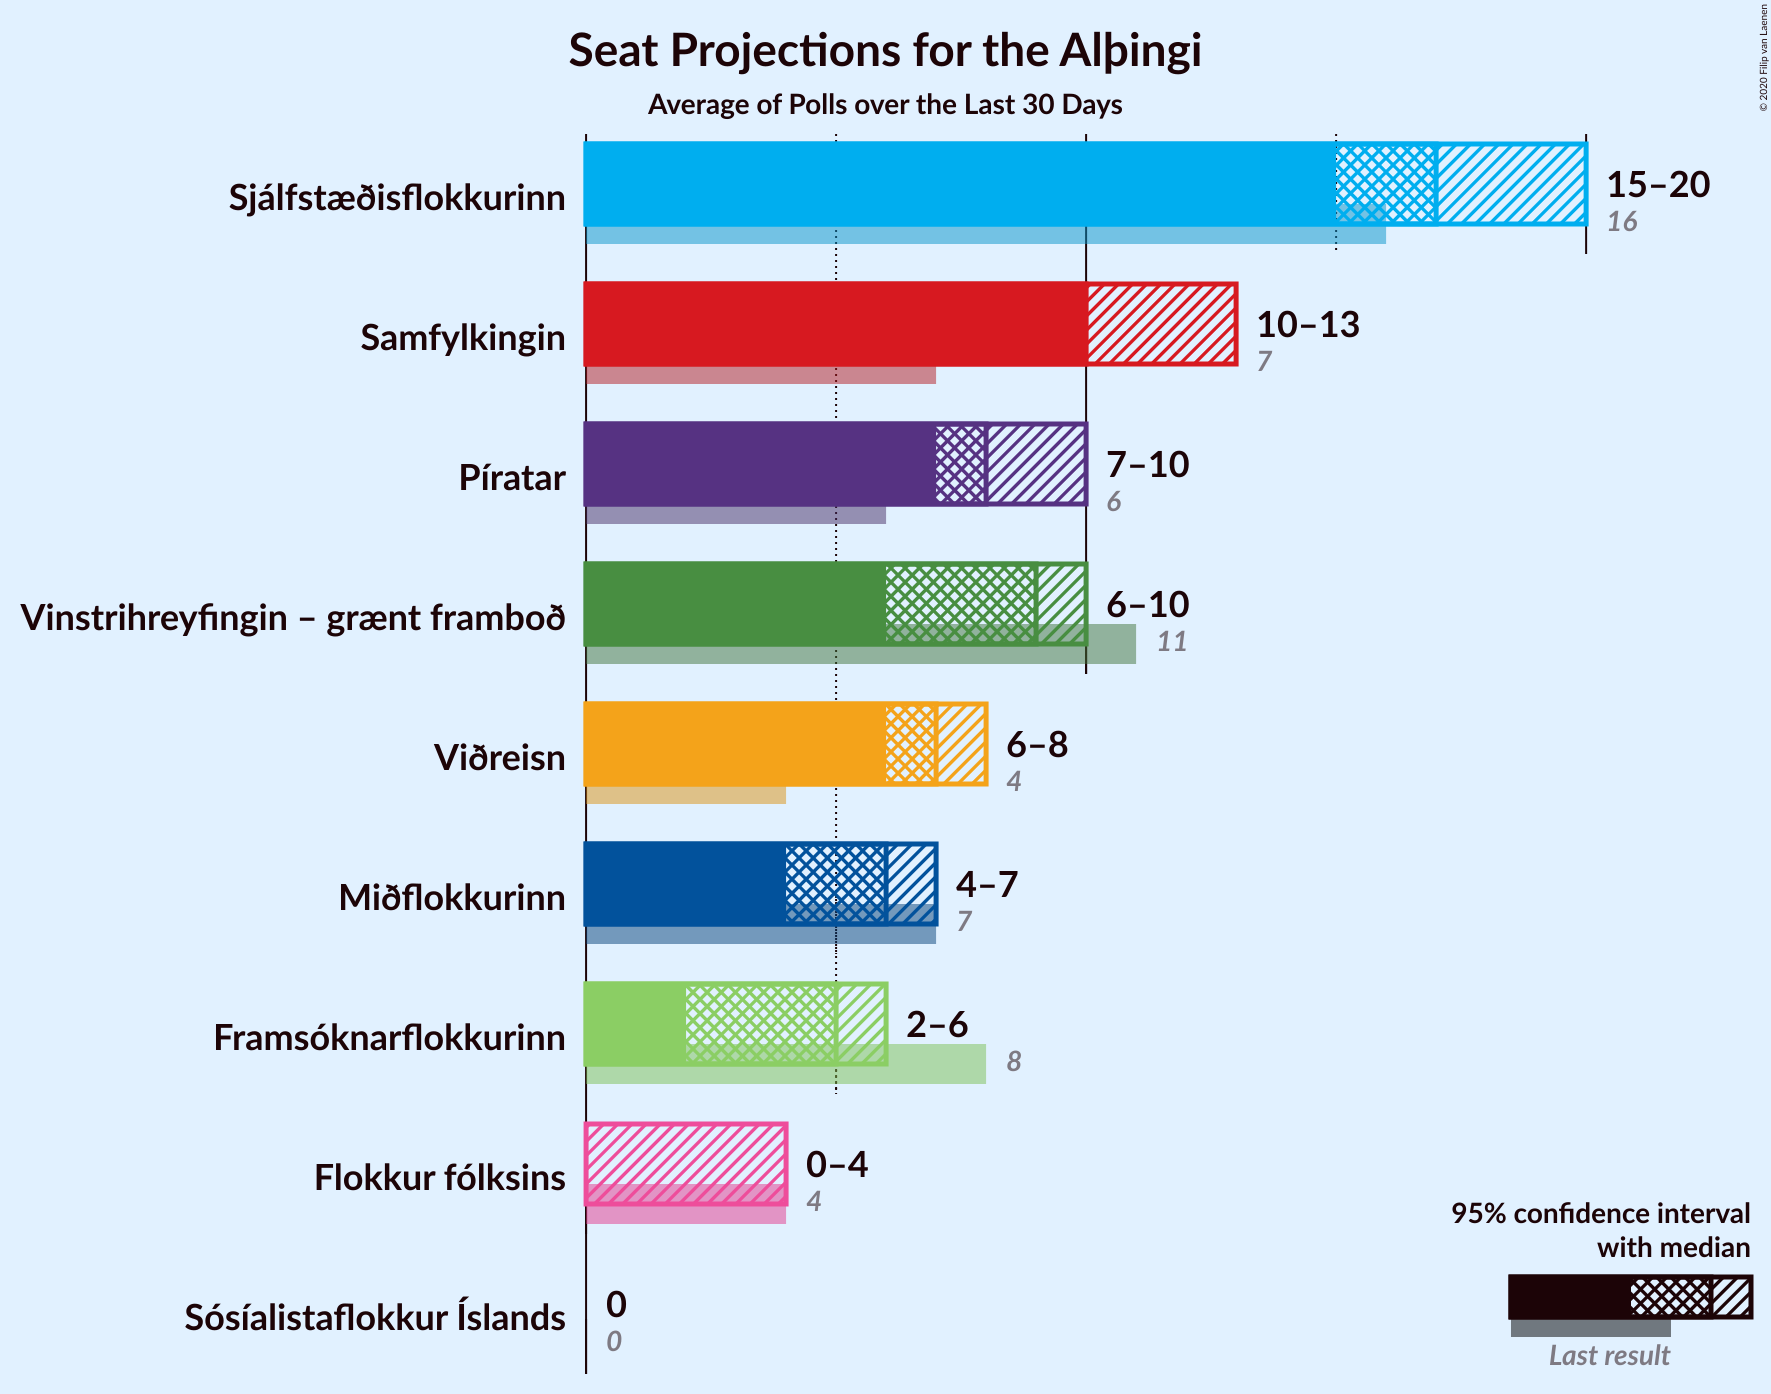 Seat Projections for the Alþingi
Average of Polls over the Last 30 Days
© 2020 Filip van Laenen
Sjálfstæðisflokkurinn
15–20
16
Samfylkingin
10–13
7
Píratar
7–10
6
Vinstrihreyfingin – grænt framboð
6–10
11
Viðreisn
6–8
4
Miðflokkurinn
4–7
7
Framsóknarflokkurinn
2–6
8
Flokkur fólksins
0–4
4
Sósíalistaflokkur Íslands
0
0
95% confidence interval
with median
Last result